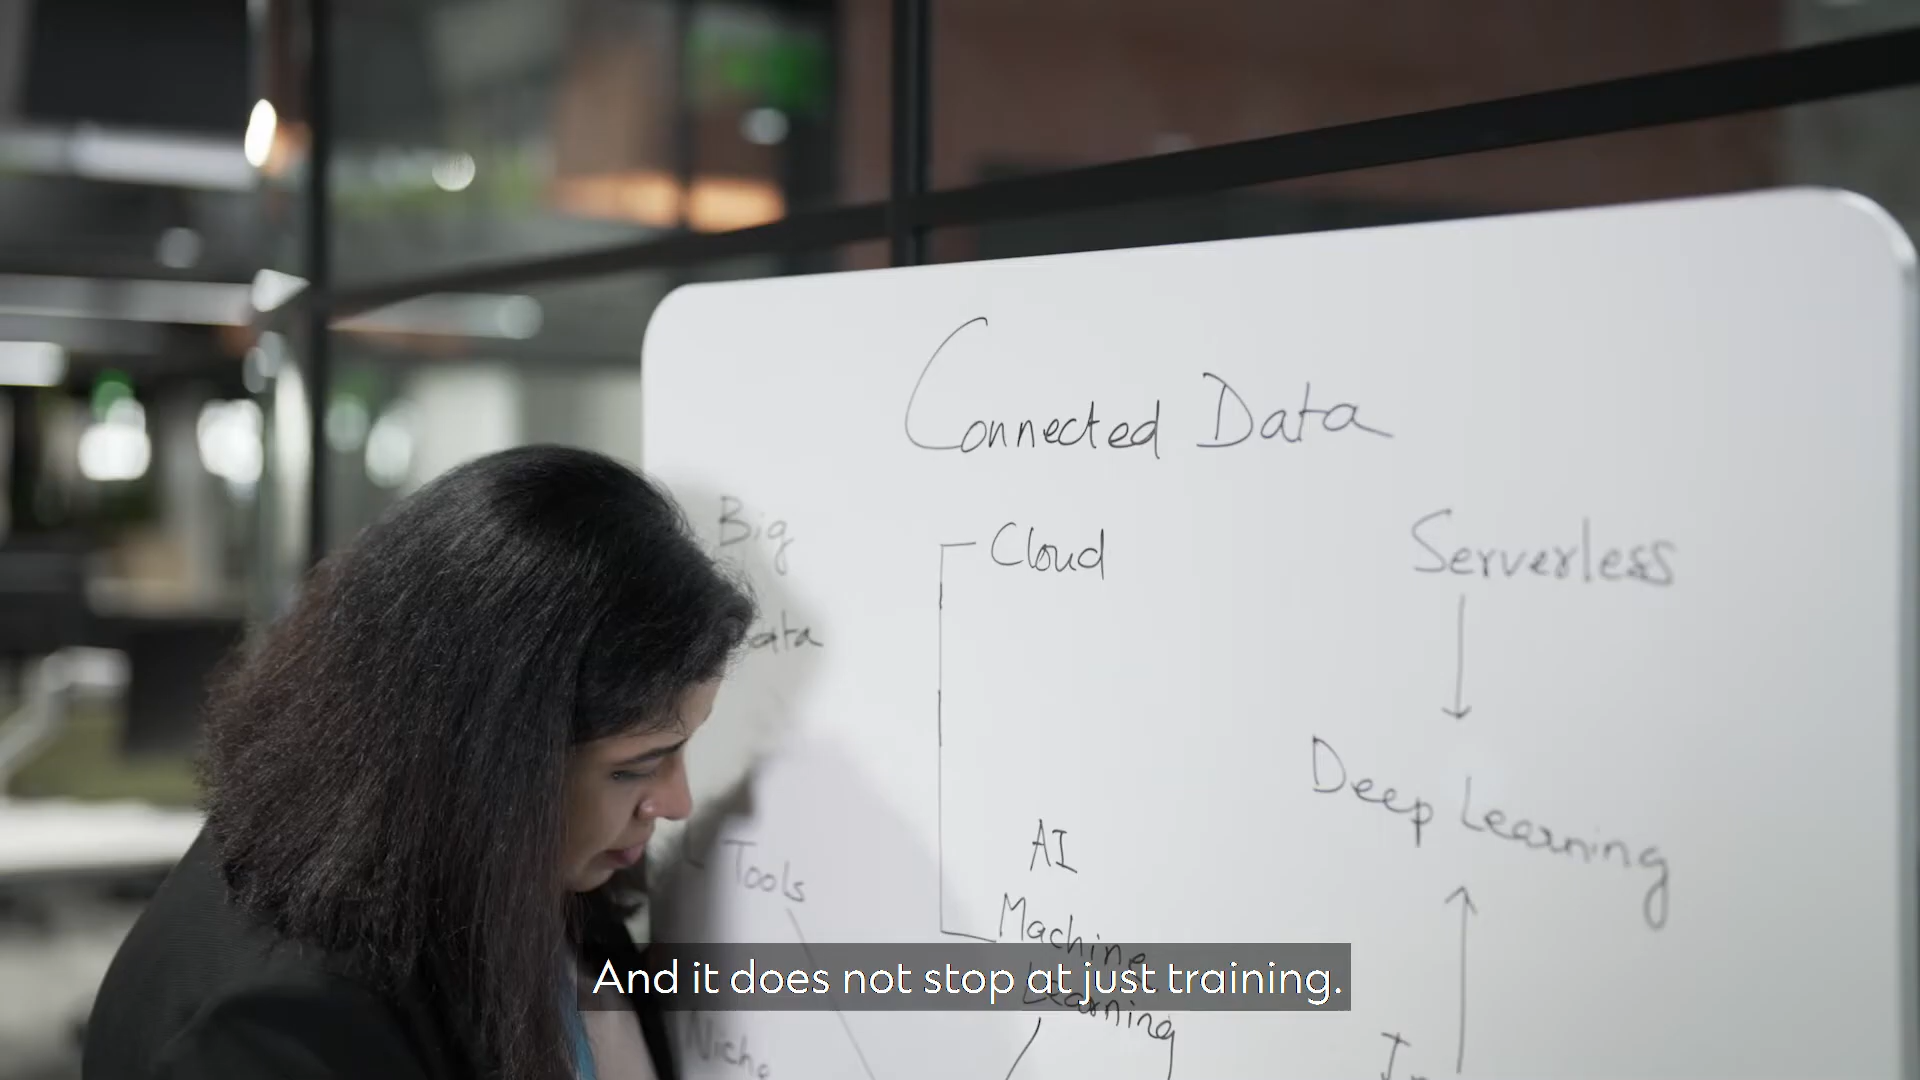 Connected Data
Big
Cloud
Serverless
Deep Learning
AI
Tools
Machine
Learning
And it does not stop at just training.